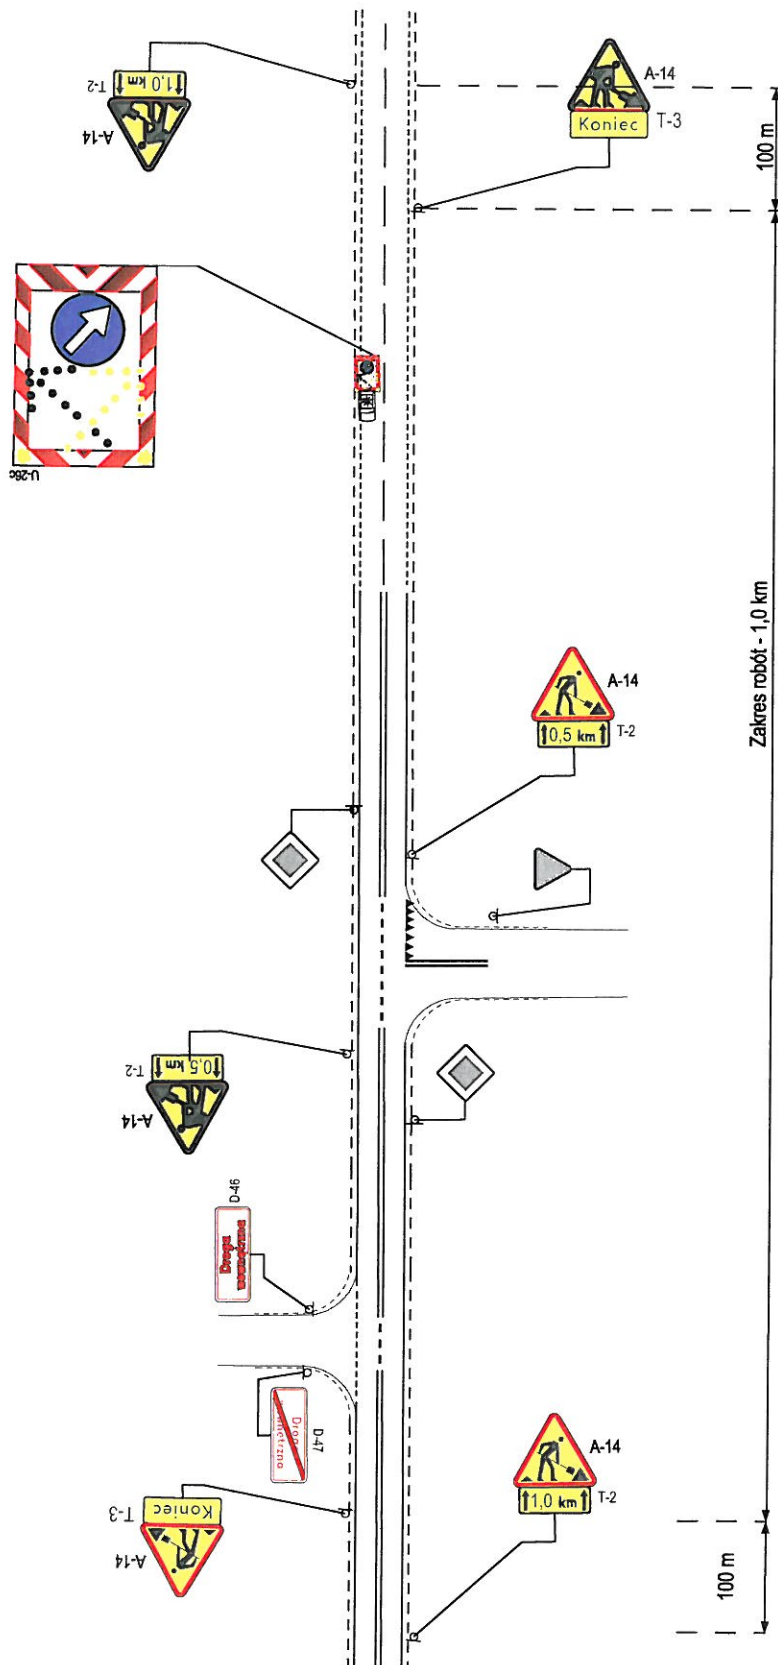 1,0 km
T-2
A-14
A-14
Koniec
T-3
100 m
U-26c
Zakres robót - 1,0 km
A-14
0,5 km
T-2
0,5 km
T-2
A-14
D-46
Droga
wewnętrzna
Droga
wewnętrzna
D-47
A-14
1,0 km
T-2
Koniec
T-3
A-14
100 m